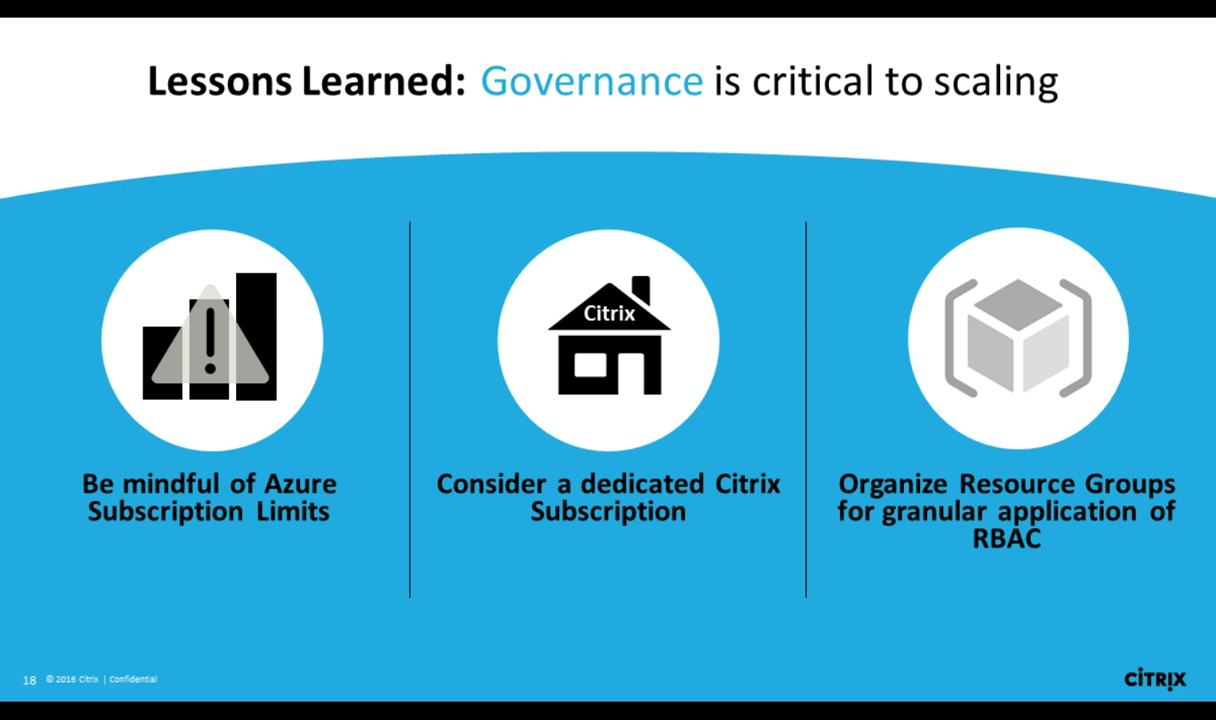 Lessons Learned: Governance is critical to scaling
Citrix
Be mindful of Azure
Subscription Limits
Consider a dedicated Citrix
Subscription
Organize Resource Groups
for granular application of
RBAC
18 © 2016 Citrix | Confidential
CITRIX